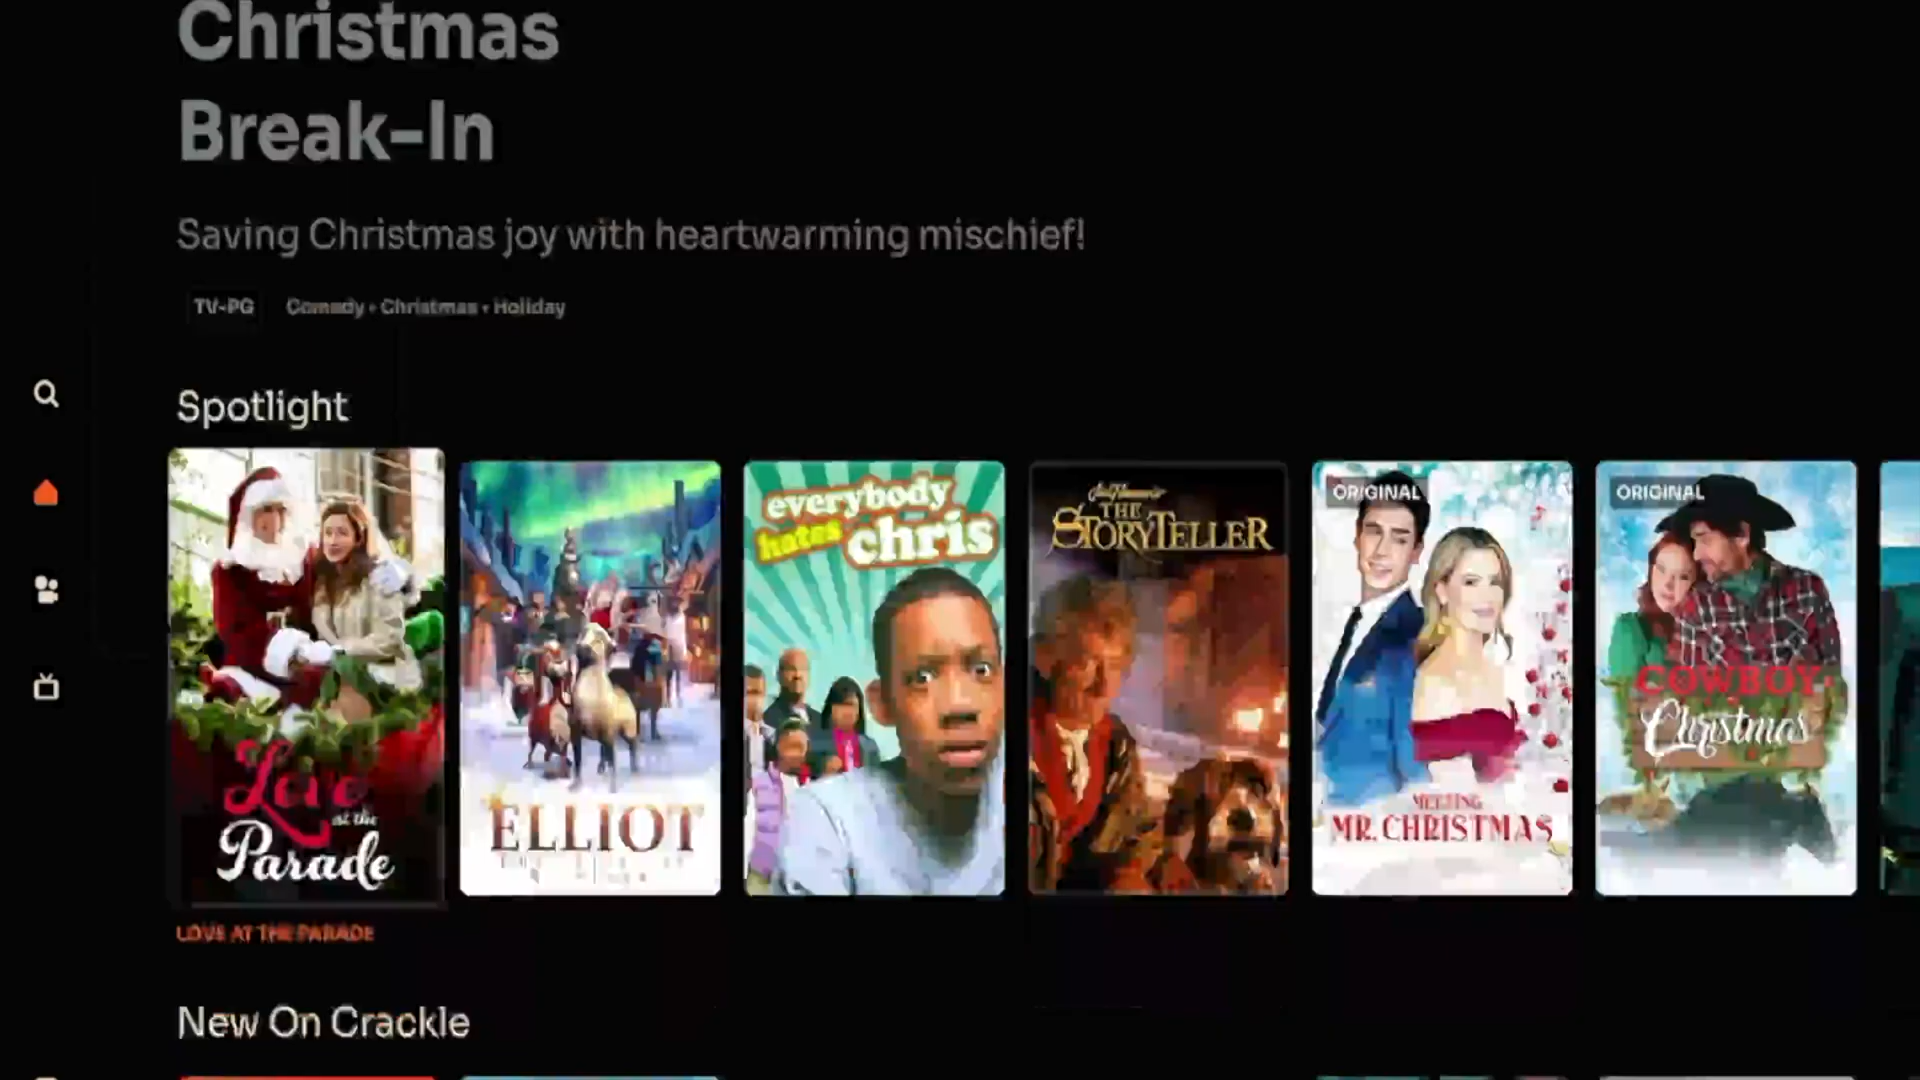 Christmas
Break-In
Saving Christmas joy with heartwarming mischief!
TV-PG Comedy • Christmas • Holiday
Spotlight
Love
at the
Parade
LOVE AT THE PARADE
ELLIOT
everybody
hates chris
THE
STORYTELLER
ORIGINAL
MEETING
MR. CHRISTMAS
ORIGINAL
COWBOY
Christmas
New On Crackle